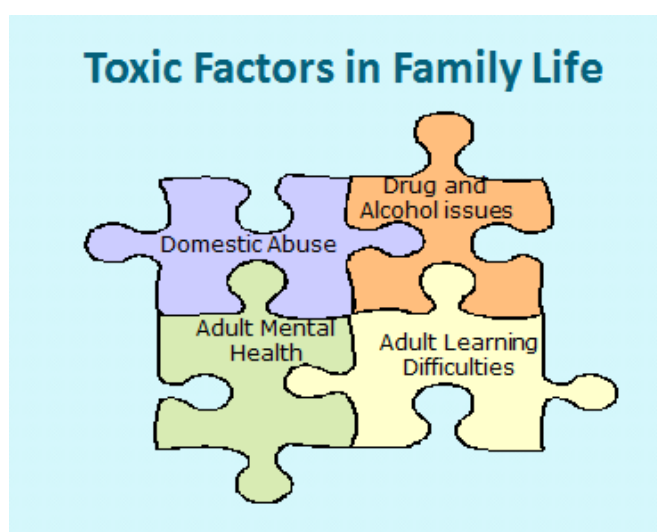 Toxic Factors in Family Life
Drug and
Alcohol issues
Domestic Abuse
Adult Mental
Health
Adult Learning
Difficulties